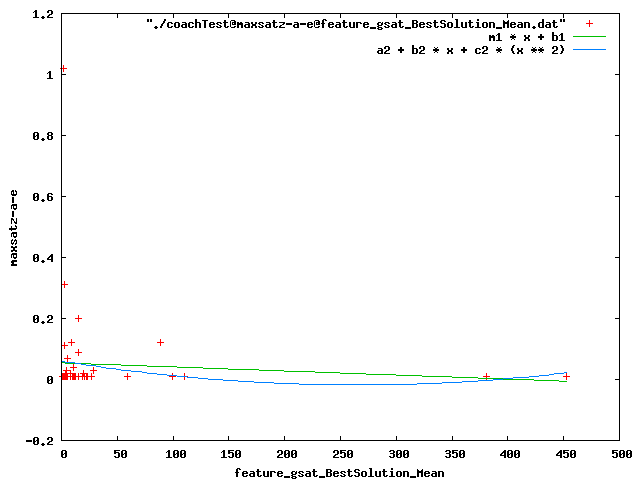 1.2
"./coachTest@maxsatz-a-e@feature_gsat_BestSolution_Mean.dat"
m1 * x + b1
a2 + b2 * x + c2 * (x ** 2)
1
0.8
0.6
0.4
0.2
0
-0.2
maxsatz-a-e
0 50 100 150 200 250 300 350 400 450 500
feature_gsat_BestSolution_Mean